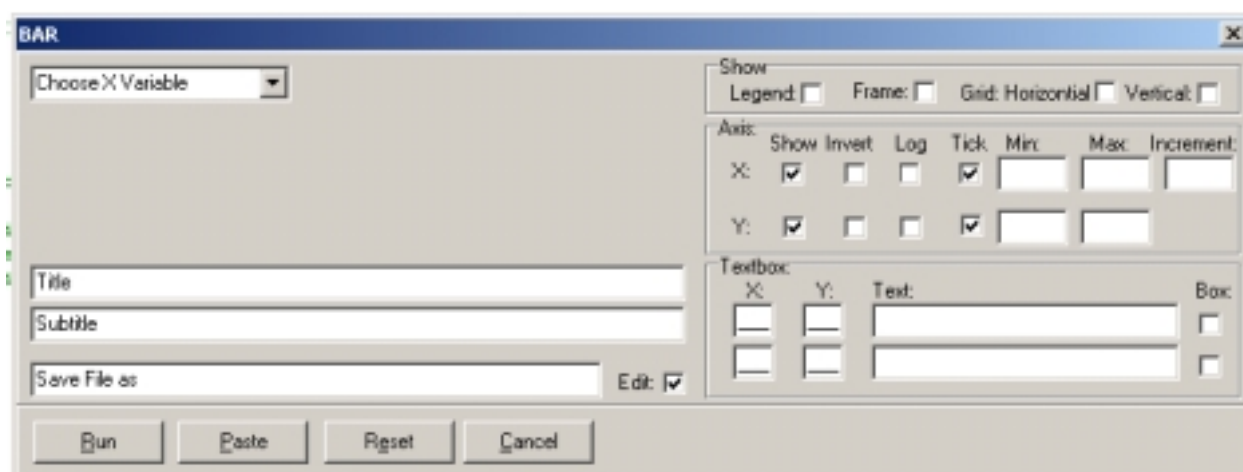 BAR
Choose X Variable
Title
Subtitle
Save File as
Edit:
Show
Legend: Frame: Grid: Horizontial Vertical:
Axis:
Show Invert Log Tick Min: Max: Increment:
X:
Y:
Textbox:
X: Y: Text: Box:
Run Paste Reset Cancel